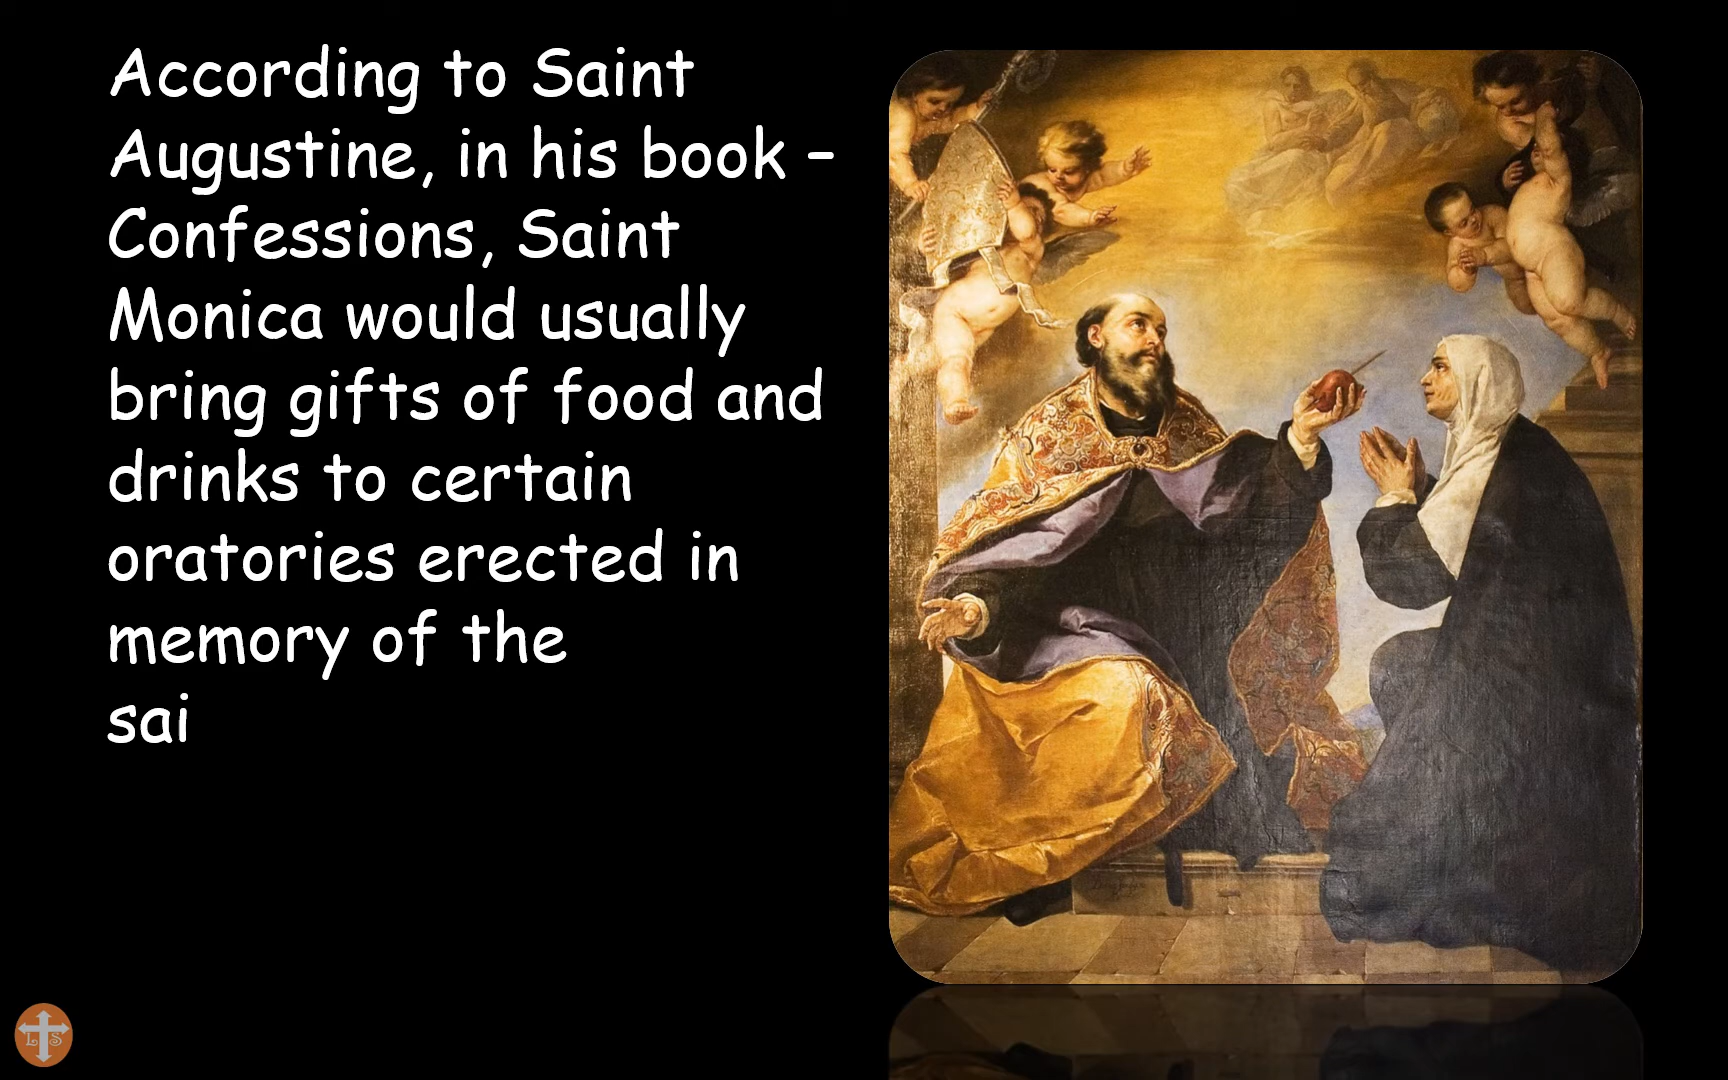 According to Saint
Augustine, in his book –
Confessions, Saint
Monica would usually
bring gifts of food and
drinks to certain
oratories erected in
memory of the
sai
L S